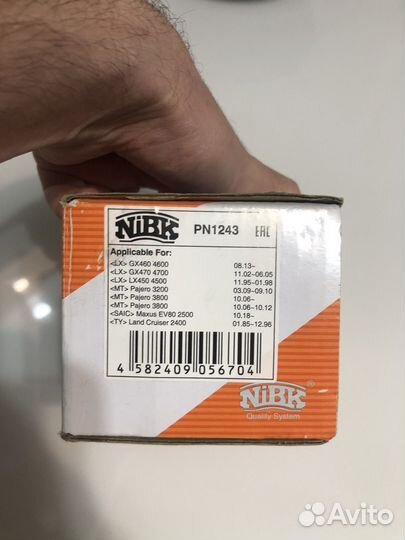 NiBK PN1243 EAC
Applicable For:
<LX> GX460 4600 08.13~
<LX> GX470 4700 11.02~06.05
<LX> LX450 4500 11.95~01.98
<MT> Pajero 3200 03.09~09.10
<MT> Pajero 3800 10.06~
<MT> Pajero 3800 10.06~10.12
<SAIC> Maxus EV80 2500 10.18~
<TY> Land Cruiser 2400 01.85~12.96
4 582409 056704
NiBK®
Quality System
Avito